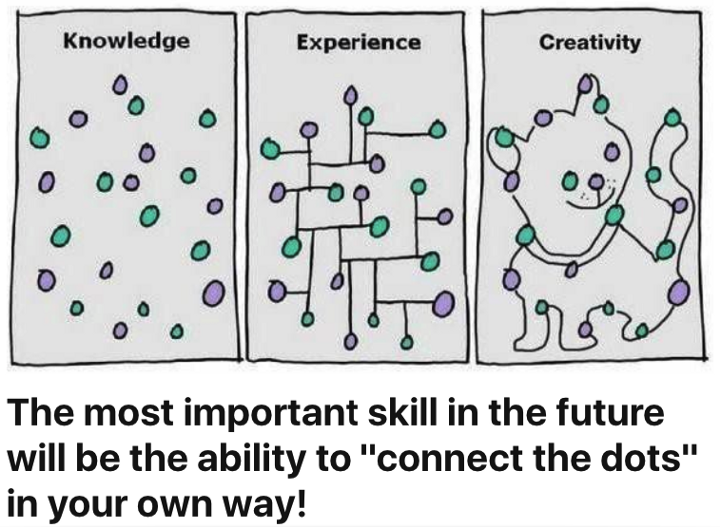 Knowledge
Experience
Creativity
The most important skill in the future
will be the ability to "connect the dots"
in your own way!